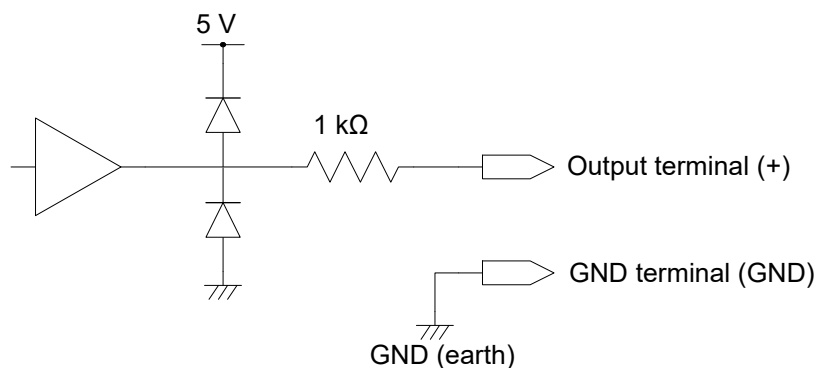 5 V
1 kΩ
Output terminal (+)
GND terminal (GND)
GND (earth)